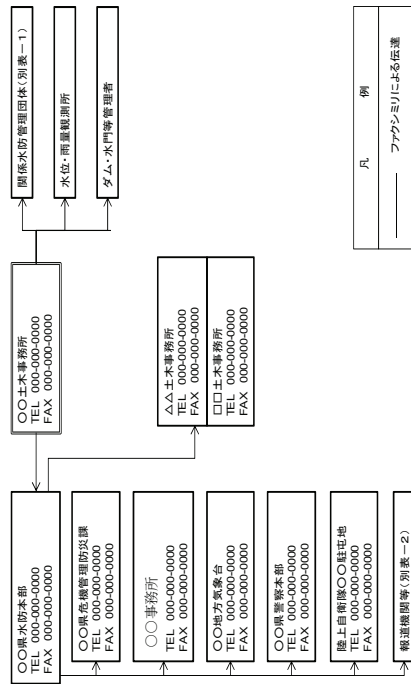 ○○県水防本部
TEL 000-000-0000
FAX 000-000-0000
○○県危機管理防災課
TEL 000-000-0000
FAX 000-000-0000
○○事務所
TEL 000-000-0000
FAX 000-000-0000
○○地方気象台
TEL 000-000-0000
FAX 000-000-0000
○○県警察本部
TEL 000-000-0000
FAX 000-000-0000
陸上自衛隊○○駐屯地
TEL 000-000-0000
FAX 000-000-0000
報道機関等(別表－2)
○○土木事務所
TEL 000-000-0000
FAX 000-000-0000
△△土木事務所
TEL 000-000-0000
FAX 000-000-0000
□□土木事務所
TEL 000-000-0000
FAX 000-000-0000
関係水防管理団体(別表－1)
水位・雨量観測所
ダム・水門等管理者
凡　例
ファクシミリによる伝達